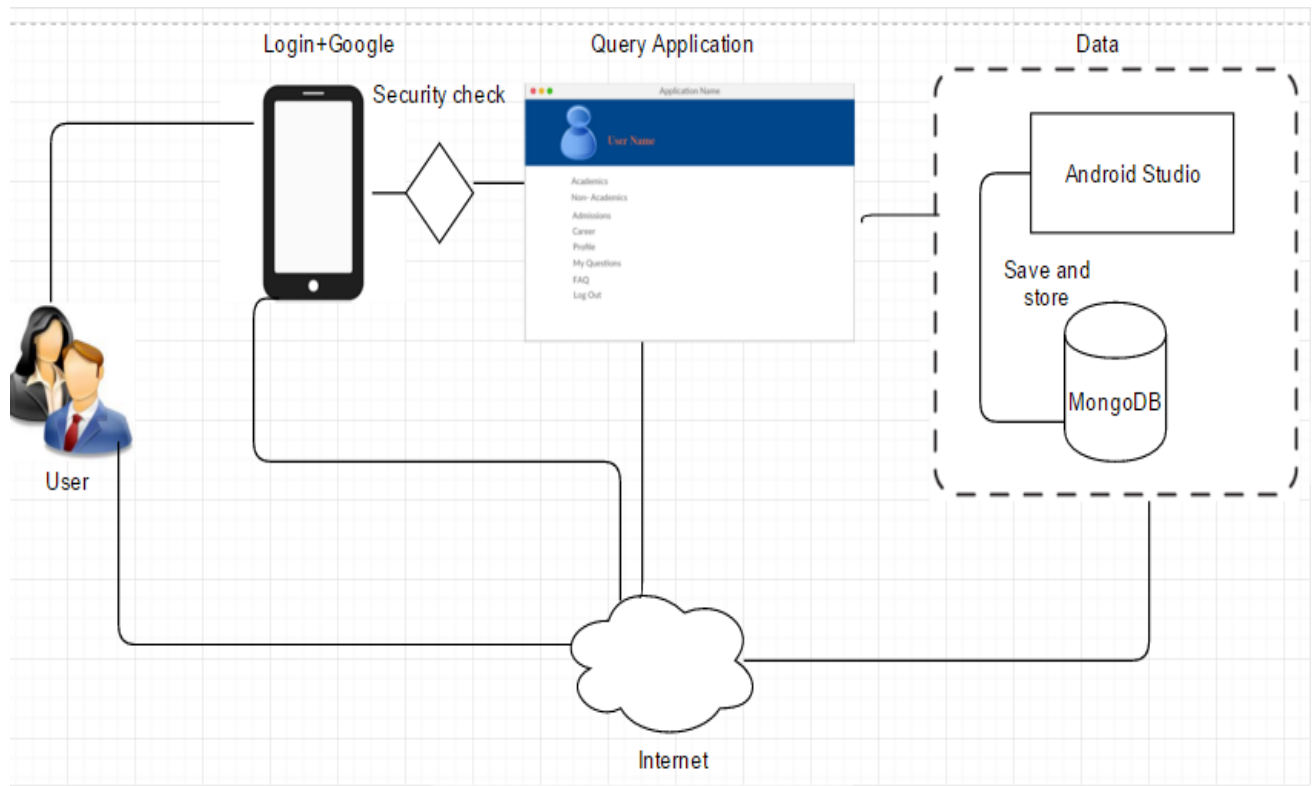 Login+Google
Query Application
Data
Security check
Application Name
User Name
Academics
Non- Academics
Admissions
Career
Profile
My Questions
FAQ
Log Out
Android Studio
Save and
store
MongoDB
User
Internet